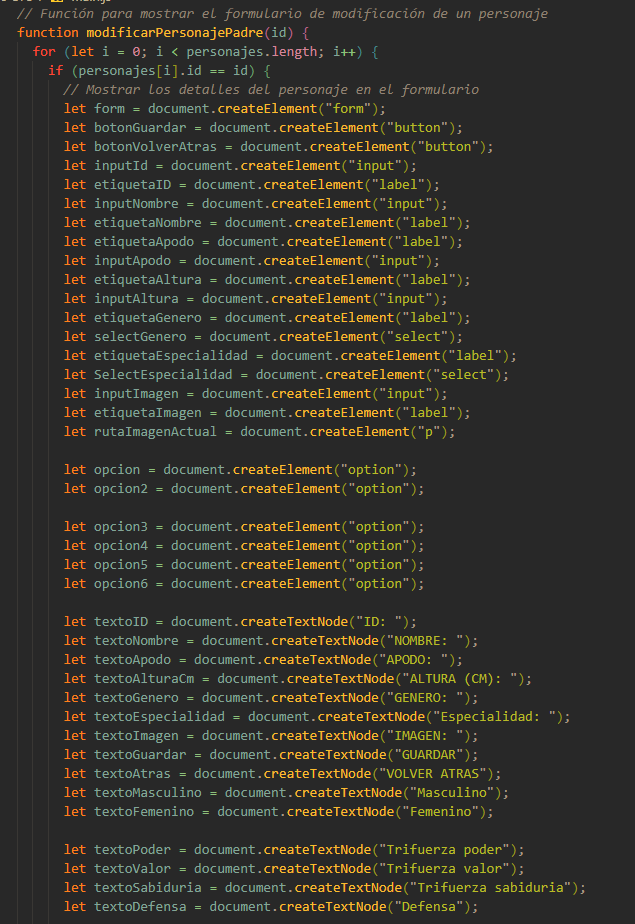 // Función para mostrar el formulario de modificación de un personaje
function modificarPersonajePadre(id) {
for (let i = 0; i < personajes.length; i++) {
if (personajes[i].id == id) {
// Mostrar los detalles del personaje en el formulario
let form = document.createElement("form");
let botonGuardar = document.createElement("button");
let botonVolverAtras = document.createElement("button");
let inputId = document.createElement("input");
let etiquetaID = document.createElement("label");
let inputNombre = document.createElement("input");
let etiquetaNombre = document.createElement("label");
let etiquetaApodo = document.createElement("label");
let inputApodo = document.createElement("input");
let etiquetaAltura = document.createElement("label");
let inputAltura = document.createElement("input");
let etiquetaGenero = document.createElement("label");
let selectGenero = document.createElement("select");
let etiquetaEspecialidad = document.createElement("label");
let SelectEspecialidad = document.createElement("select");
let inputImagen = document.createElement("input");
let etiquetaImagen = document.createElement("label");
let rutaImagenActual = document.createElement("p");
let opcion = document.createElement("option");
let opcion2 = document.createElement("option");
let opcion3 = document.createElement("option");
let opcion4 = document.createElement("option");
let opcion5 = document.createElement("option");
let opcion6 = document.createElement("option");
let textoID = document.createTextNode("ID: ");
let textoNombre = document.createTextNode("NOMBRE: ");
let textoApodo = document.createTextNode("APODO: ");
let textoAlturaCm = document.createTextNode("ALTURA (CM): ");
let textoGenero = document.createTextNode("GENERO: ");
let textoEspecialidad = document.createTextNode("Especialidad: ");
let textoImagen = document.createTextNode("IMAGEN: ");
let textoGuardar = document.createTextNode("GUARDAR");
let textoAtras = document.createTextNode("VOLVER ATRAS");
let textoMasculino = document.createTextNode("Masculino");
let textoFemenino = document.createTextNode("Femenino");
let textoPoder = document.createTextNode("Trifuerza poder");
let textoValor = document.createTextNode("Trifuerza valor");
let textoSabiduria = document.createTextNode("Trifuerza sabiduria");
let textoDefensa = document.createTextNode("Defensa");